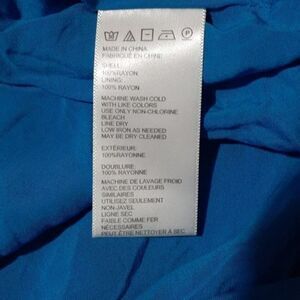 MADE IN CHINA
FABRIQUÉ EN CHINE
SHELL:
100%RAYON
LINING:
100% RAYON
MACHINE WASH COLD
WITH LIKE COLORS
USE ONLY NON-CHLORINE
BLEACH
LINE DRY
LOW IRON AS NEEDED
MAY BE DRY CLEANED
EXTÉRIEUR:
100%RAYONNE
DOUBLURE:
100% RAYONNE
MACHINE DE LAVAGE FROID
AVEC DES COULEURS
SIMILAIRES
UTILISEZ SEULEMENT
NON-JAVEL
LIGNE SEC
FAIBLE COMME FER
NÉCESSAIRES
PEUT ÊTRE NETTOYER A SEC